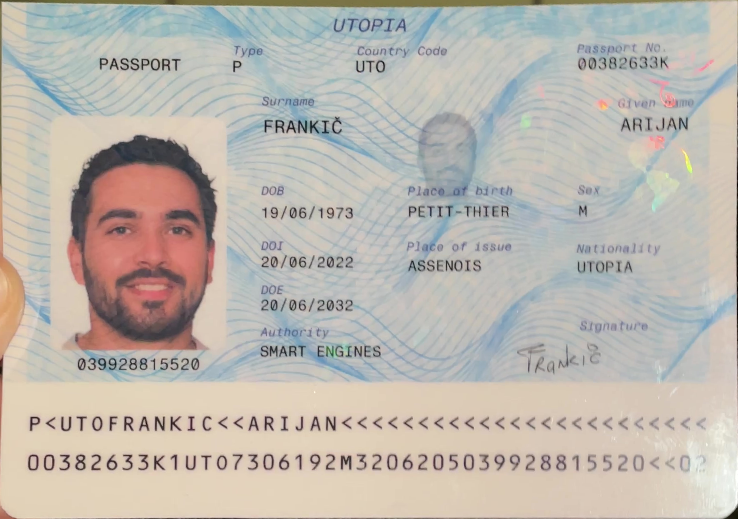 UTOPIA
Type Country Code Passport No.
PASSPORT P UTO 00382633K
Surname Given name
FRANKIČ ARIJAN
DOB Place of birth Sex
19/06/1973 PETIT-THIER M
DOI Place of issue Nationality
20/06/2022 ASSENOIS UTOPIA
DOE
20/06/2032
Authority Signature
SMART ENGINES Frankič
039928815520
P<UTOFRANKIC<<ARIJAN<<<<<<<<<<<<<<<<<<<<<<<<
00382633K1UTO7306192M3206205039928815520<<02